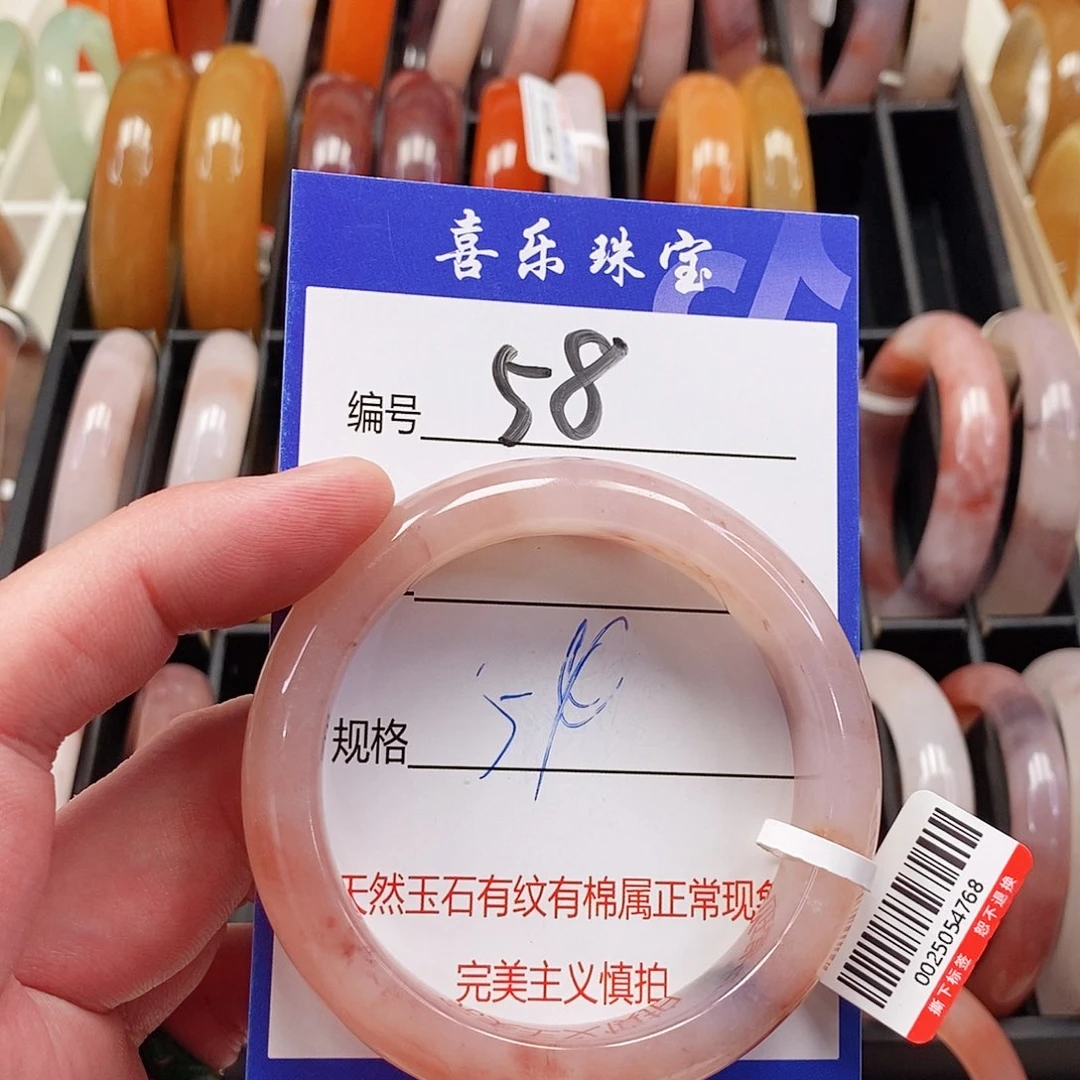 喜乐珠宝
编号 58
规格
天然玉石有纹有棉属正常现象
完美主义慎拍
0025054768
撕下标签 恕不退换